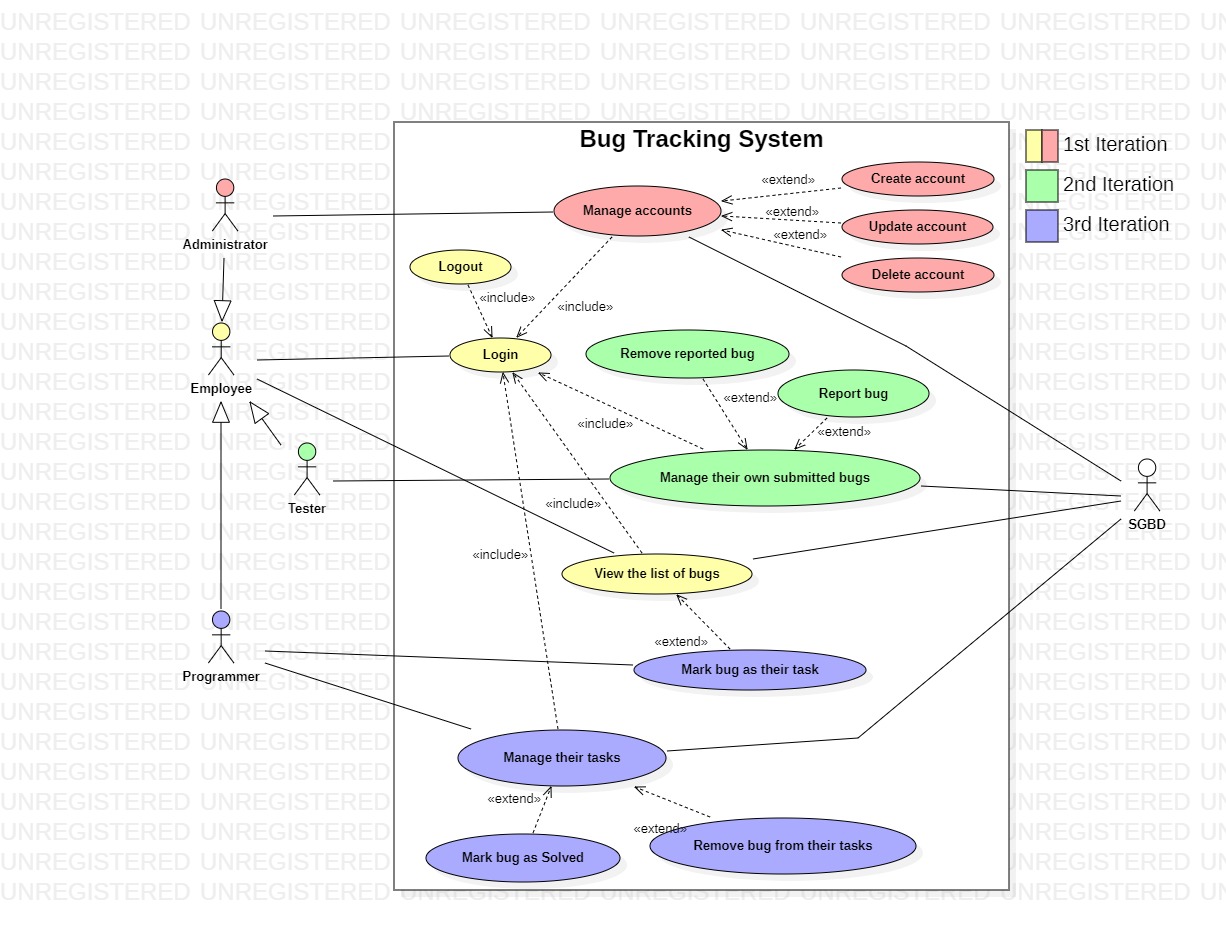 UNREGISTERED UNREGISTERED UNREGISTERED UNREGISTERED UNREGISTERED UNREGISTERED
Bug Tracking System
1st Iteration
2nd Iteration
3rd Iteration
Administrator
Employee
Tester
Programmer
SGBD
Manage accounts
«extend»
Create account
«extend»
Update account
«extend»
Delete account
Logout
«include»
«include»
Login
Remove reported bug
«extend»
Report bug
«extend»
«include»
Manage their own submitted bugs
«include»
«include»
View the list of bugs
«extend»
Mark bug as their task
Manage their tasks
«extend»
«extend»
Mark bug as Solved
Remove bug from their tasks